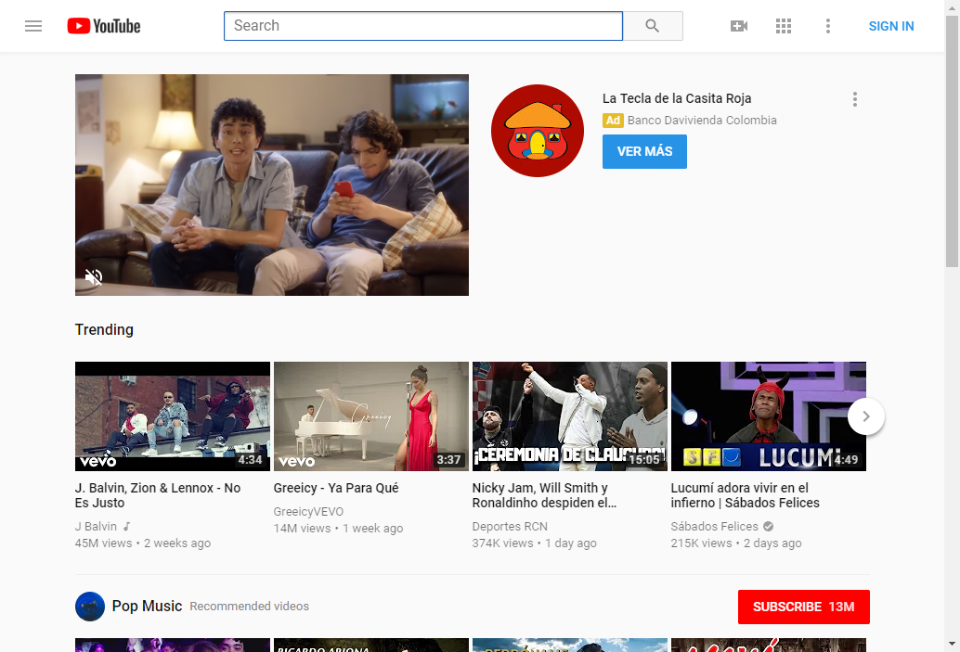 YouTube
Search
SIGN IN
La Tecla de la Casita Roja
Ad Banco Davivienda Colombia
VER MÁS
Trending
vevo
4:34
Greeicy
vevo
3:37
¡CEREMONIA DE CLAUSURA!
15:05
SFC LUCUMÍ
4:49
J. Balvin, Zion & Lennox - No
Es Justo
J Balvin
45M views • 2 weeks ago
Greeicy - Ya Para Qué
GreeicyVEVO
14M views • 1 week ago
Nicky Jam, Will Smith y
Ronaldinho despiden el...
Deportes RCN
374K views • 1 day ago
Lucumí adora vivir en el
infierno | Sábados Felices
Sábados Felices
215K views • 2 days ago
Pop Music Recommended videos
SUBSCRIBE 13M
RICARDO ARJONA
PERDÓNAME